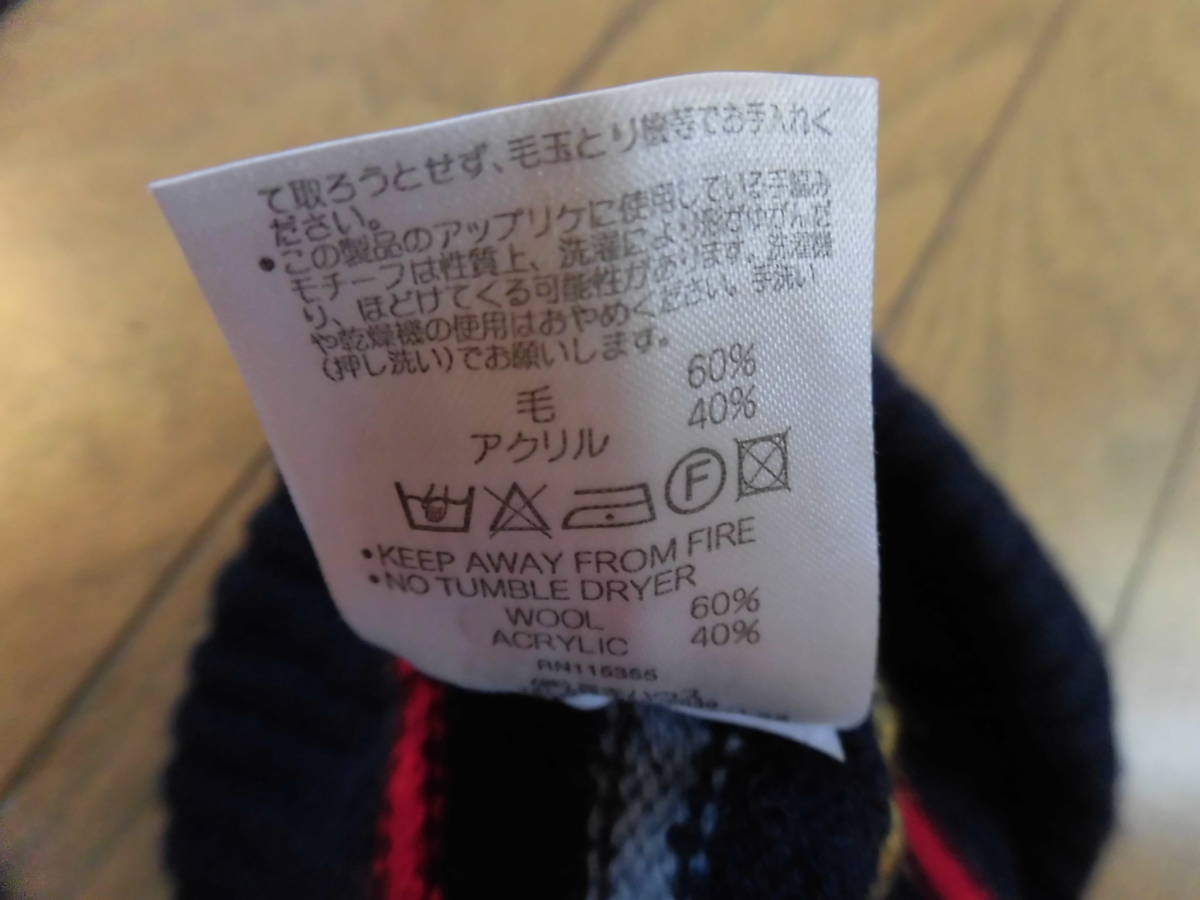 て取ろうとせず、毛玉とり機等でお手入れく
ださい。
•この製品のアップリケに使用している手編み
モチーフは性質上、洗濯により形がゆがんだ
り、ほどけてくる可能性があります。洗濯機
や乾燥機の使用はおやめください。手洗い
(押し洗い)でお願いします。
毛 60%
アクリル 40%
F
•KEEP AWAY FROM FIRE
•NO TUMBLE DRYER
WOOL 60%
ACRYLIC 40%
RN115355